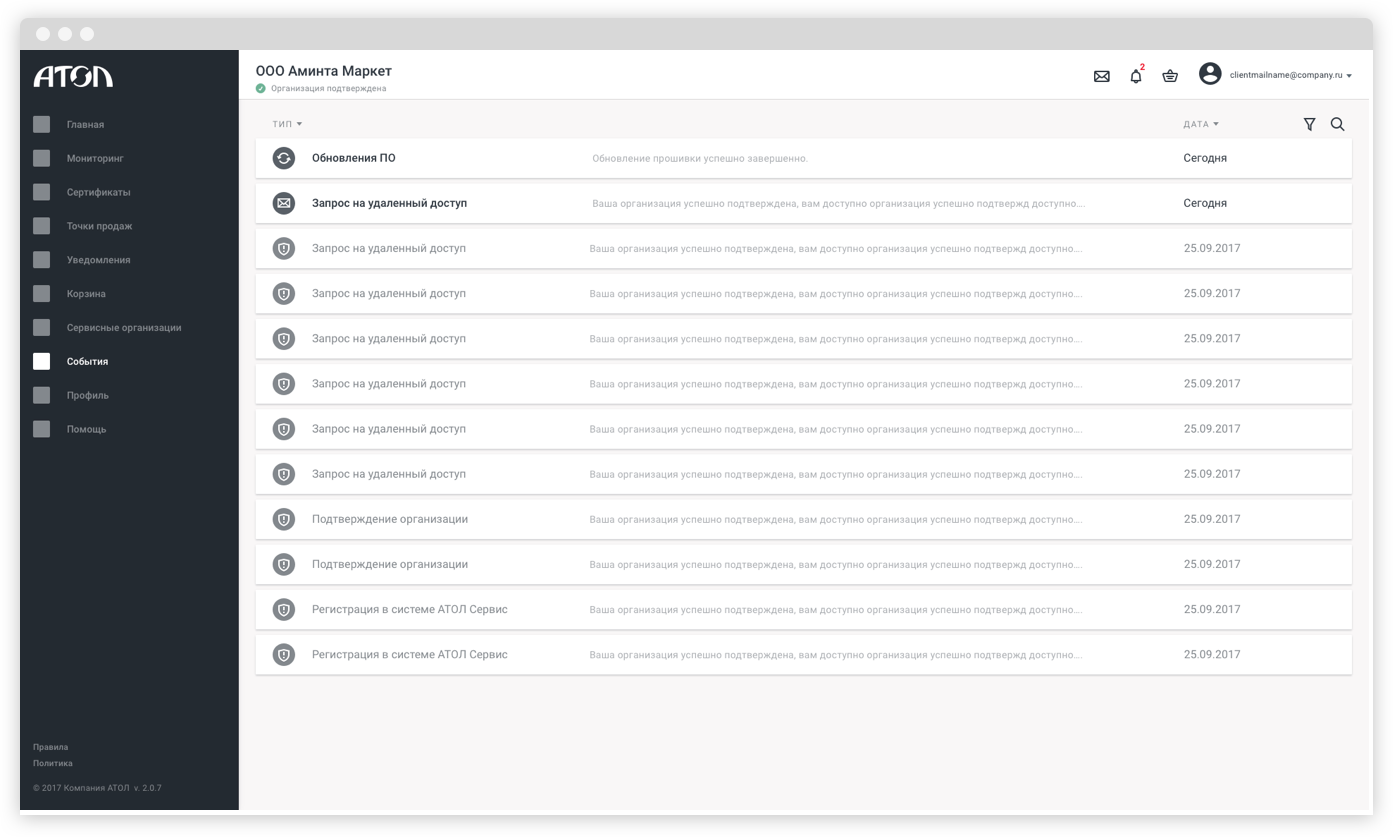 АТОЛ
Главная
Мониторинг
Сертификаты
Точки продаж
Уведомления
Корзина
Сервисные организации
События
Профиль
Помощь
Правила
Политика
© 2017 Компания АТОЛ v. 2.0.7
ООО Аминта Маркет
Организация подтверждена
2
clientmailname@company.ru
ТИП ДАТА
Обновления ПО Обновление прошивки успешно завершенно. Сегодня
Запрос на удаленный доступ Ваша организация успешно подтверждена, вам доступно организация успешно подтвержд доступно.... Сегодня
Запрос на удаленный доступ Ваша организация успешно подтверждена, вам доступно организация успешно подтвержд доступно.... 25.09.2017
Запрос на удаленный доступ Ваша организация успешно подтверждена, вам доступно организация успешно подтвержд доступно.... 25.09.2017
Запрос на удаленный доступ Ваша организация успешно подтверждена, вам доступно организация успешно подтвержд доступно.... 25.09.2017
Запрос на удаленный доступ Ваша организация успешно подтверждена, вам доступно организация успешно подтвержд доступно.... 25.09.2017
Запрос на удаленный доступ Ваша организация успешно подтверждена, вам доступно организация успешно подтвержд доступно.... 25.09.2017
Запрос на удаленный доступ Ваша организация успешно подтверждена, вам доступно организация успешно подтвержд доступно.... 25.09.2017
Подтверждение организации Ваша организация успешно подтверждена, вам доступно организация успешно подтвержд доступно.... 25.09.2017
Подтверждение организации Ваша организация успешно подтверждена, вам доступно организация успешно подтвержд доступно.... 25.09.2017
Регистрация в системе АТОЛ Сервис Ваша организация успешно подтверждена, вам доступно организация успешно подтвержд доступно.... 25.09.2017
Регистрация в системе АТОЛ Сервис Ваша организация успешно подтверждена, вам доступно организация успешно подтвержд доступно.... 25.09.2017